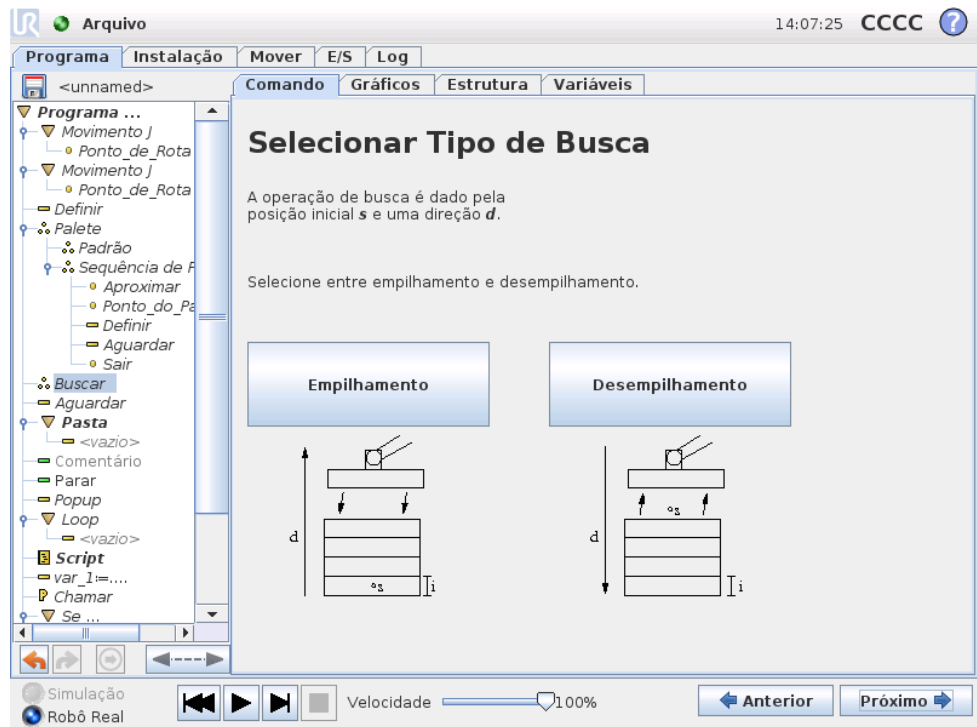 UR Arquivo 14:07:25 CCCC ?
Programa Instalação Mover E/S Log
<unnamed>
Comando Gráficos Estrutura Variáveis
Programa ...
Movimento J
Ponto_de_Rota
Movimento J
Ponto_de_Rota
Definir
Palete
Padrão
Sequência de P
Aproximar
Ponto_do_Pa
Definir
Aguardar
Sair
Buscar
Aguardar
Pasta
<vazio>
Comentário
Parar
Popup
Loop
<vazio>
Script
var_1:=....
Chamar
Se ...
Selecionar Tipo de Busca
A operação de busca é dado pela
posição inicial s e uma direção d.
Selecione entre empilhamento e desempilhamento.
Empilhamento Desempilhamento
d s i
d s i
Simulação
Robô Real
Velocidade 100%
Anterior Próximo